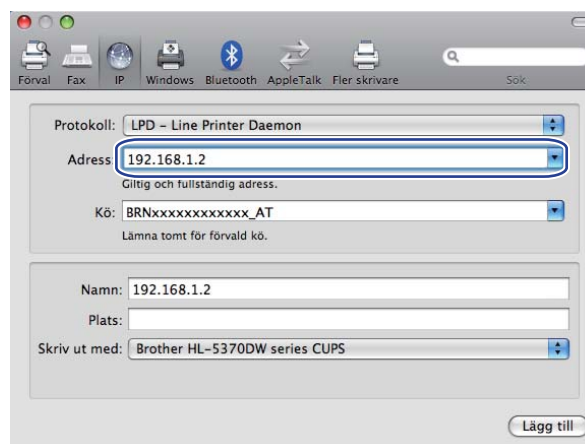 Förval Fax IP Windows Bluetooth AppleTalk Fler skrivare Sök
Protokoll: LPD – Line Printer Daemon
Adress: 192.168.1.2
Giltig och fullständig adress.
Kö: BRNxxxxxxxxxxxx_AT
Lämna tomt för förvald kö.
Namn: 192.168.1.2
Plats:
Skriv ut med: Brother HL-5370DW series CUPS
Lägg till